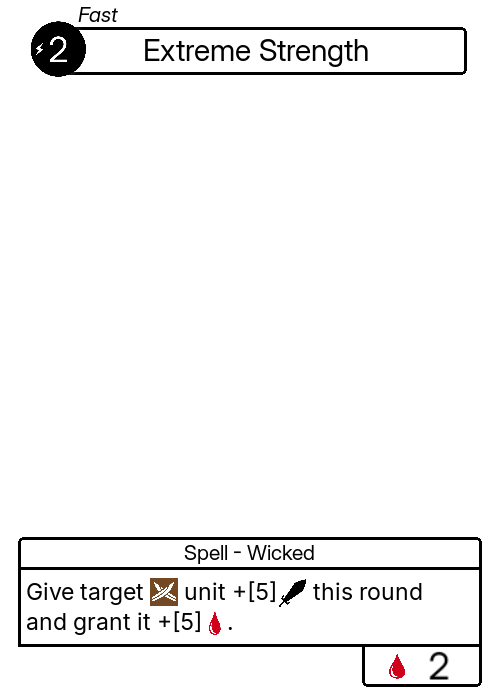 Fast
2
Extreme Strength
Spell - Wicked
Give target unit +[5] this round
and grant it +[5] .
2